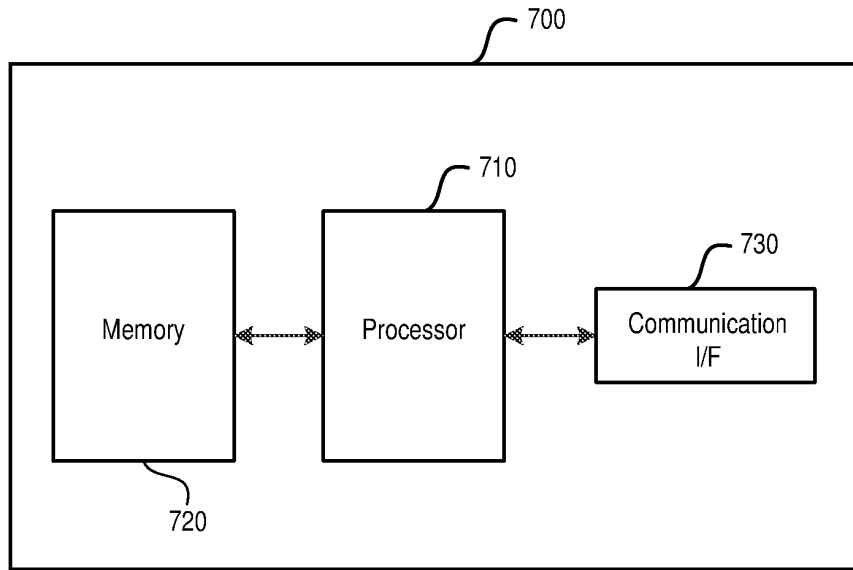 700
710
730
Memory
Processor
Communication
I/F
720